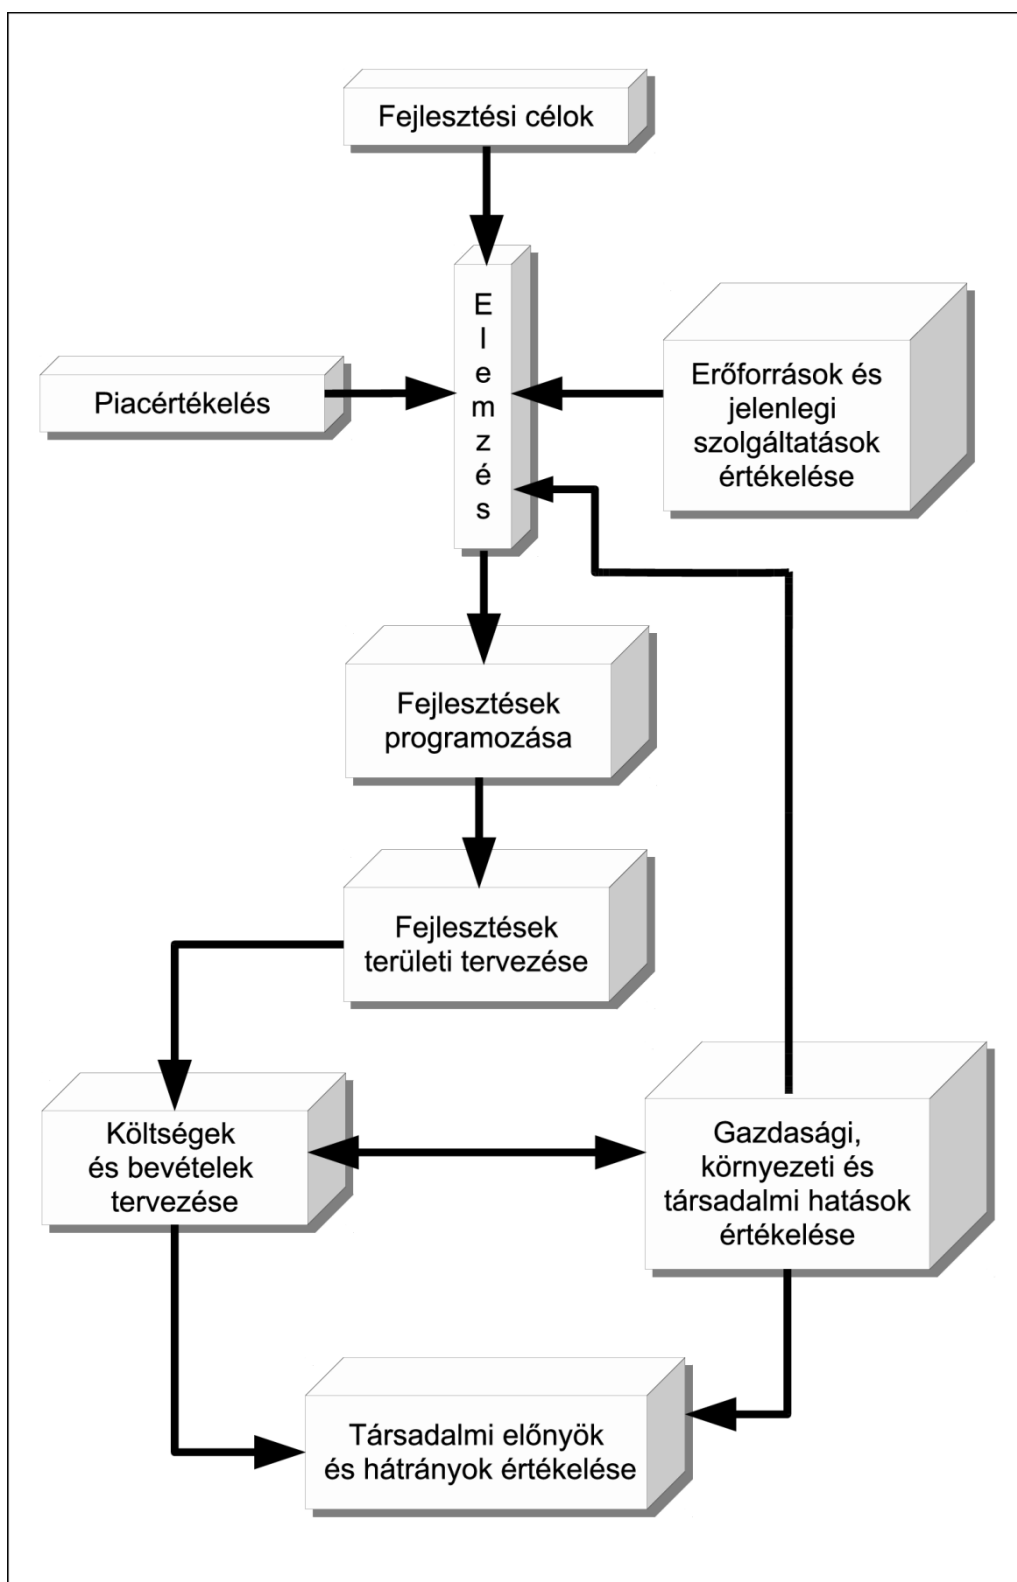 Fejlesztési célok
Elemzés
Piacértékelés
Erőforrások és
jelenlegi
szolgáltatások
értékelése
Fejlesztések
programozása
Fejlesztések
területi tervezése
Költségek
és bevételek
tervezése
Gazdasági,
környezeti és
társadalmi hatások
értékelése
Társadalmi előnyök
és hátrányok értékelése